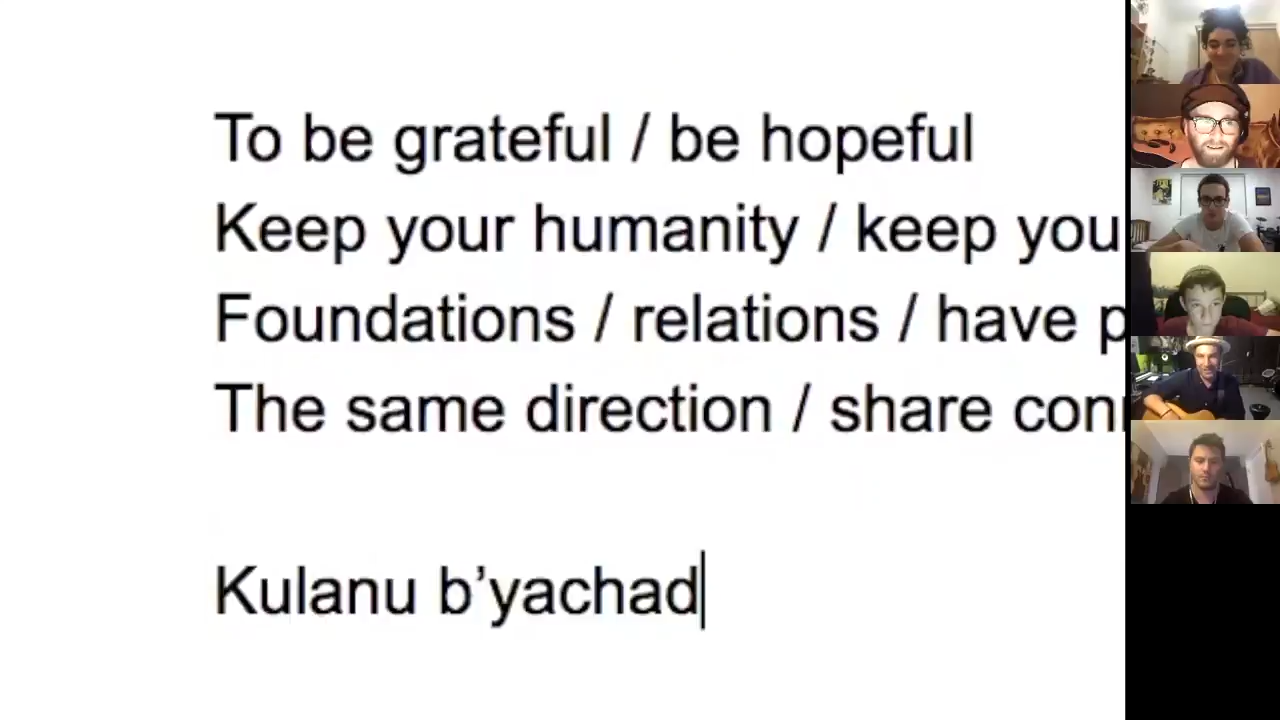 To be grateful / be hopeful
Keep your humanity / keep you
Foundations / relations / have p
The same direction / share con
Kulanu b’yachad